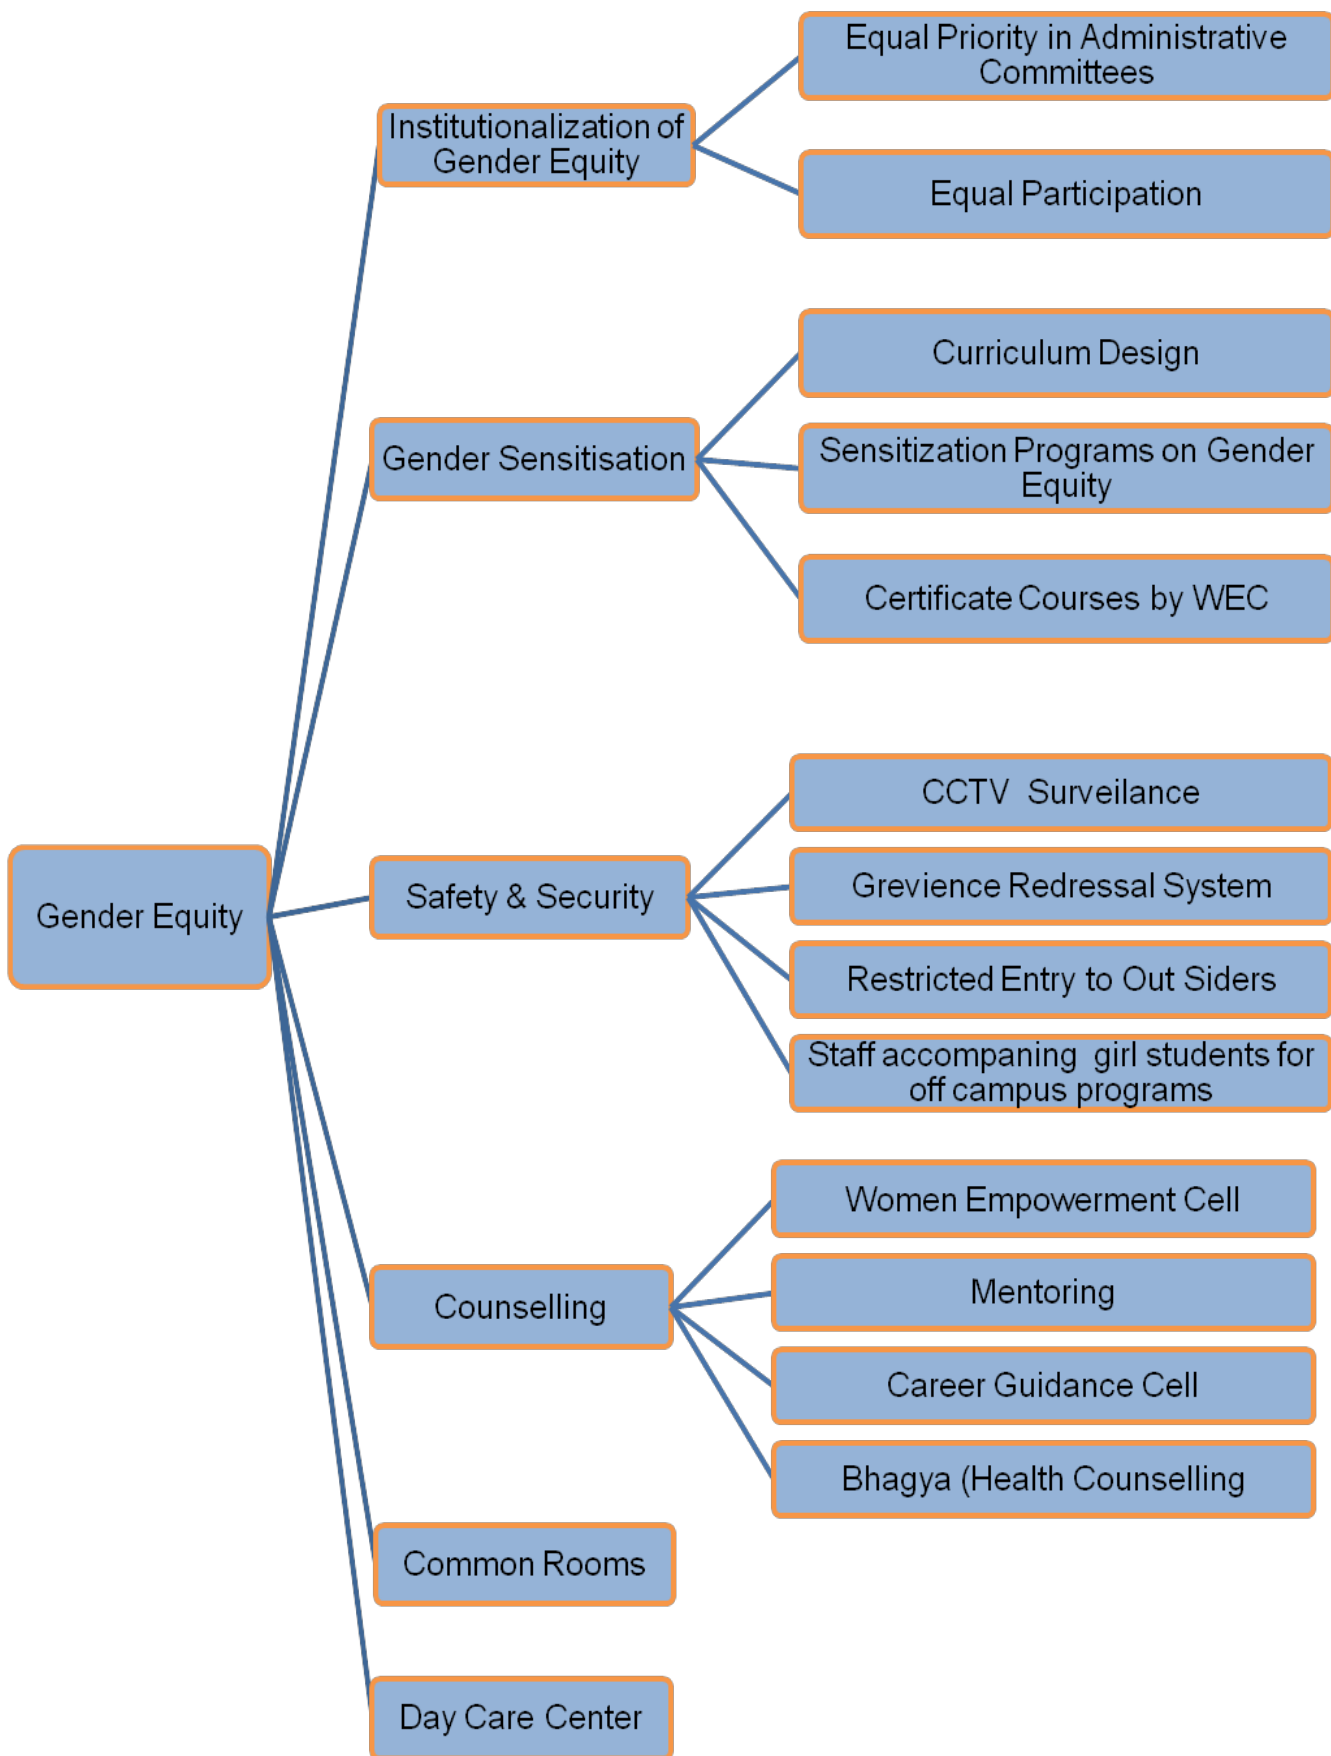 Gender Equity
Institutionalization of
Gender Equity
Equal Priority in Administrative
Committees
Equal Participation
Gender Sensitisation
Curriculum Design
Sensitization Programs on Gender
Equity
Certificate Courses by WEC
Safety & Security
CCTV  Surveilance
Grevience Redressal System
Restricted Entry to Out Siders
Staff accompaning  girl students for
off campus programs
Counselling
Women Empowerment Cell
Mentoring
Career Guidance Cell
Bhagya (Health Counselling
Common Rooms
Day Care Center